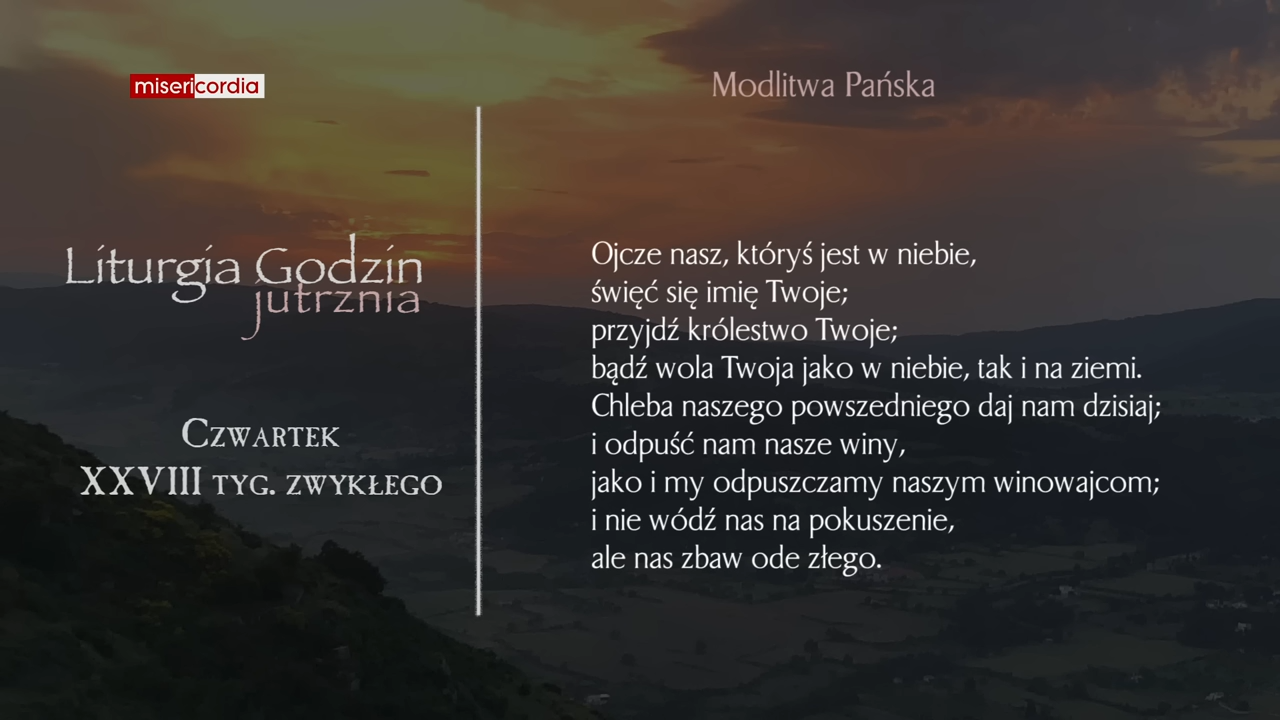 misericordia
Liturgia Godzin
jutrznia
Czwartek
XXVIII tyg. zwykłego
Modlitwa Pańska
Ojcze nasz, któryś jest w niebie,
święć się imię Twoje;
przyjdź królestwo Twoje;
bądź wola Twoja jako w niebie, tak i na ziemi.
Chleba naszego powszedniego daj nam dzisiaj;
i odpuść nam nasze winy,
jako i my odpuszczamy naszym winowajcom;
i nie wódź nas na pokuszenie,
ale nas zbaw ode złego.